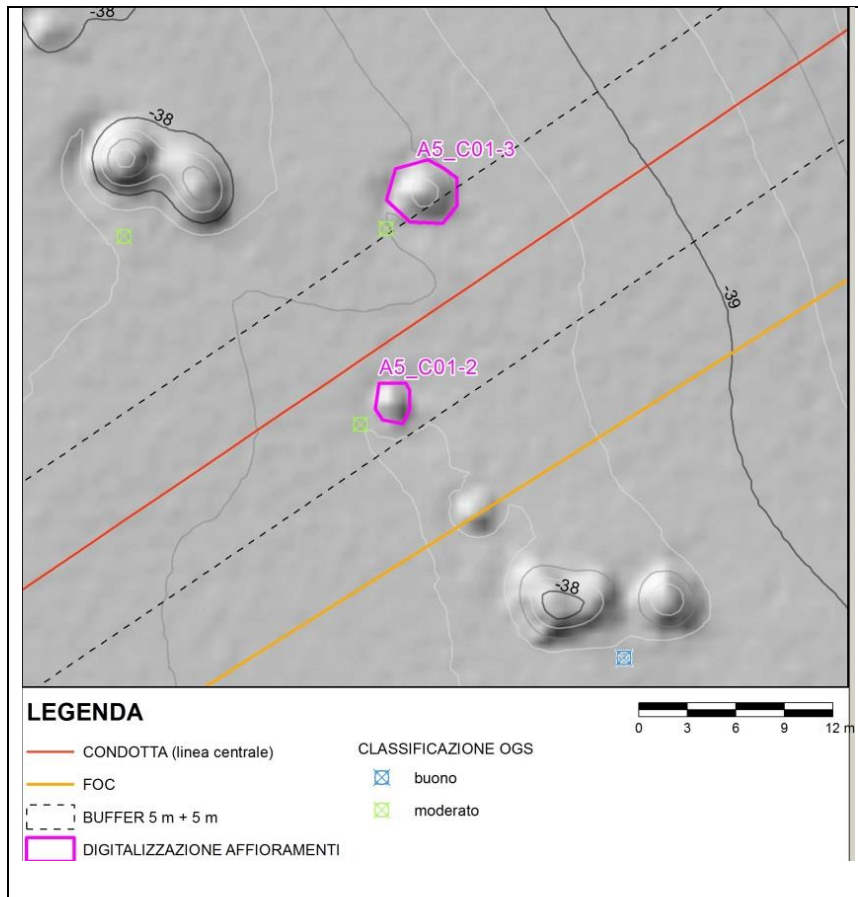 -38
-38
A5_C01-3
-39
A5_C01-2
-38
LEGENDA
0 3 6 9 12 m
CONDOTTA (linea centrale)
FOC
BUFFER 5 m + 5 m
DIGITALIZZAZIONE AFFIORAMENTI
CLASSIFICAZIONE OGS
buono
moderato